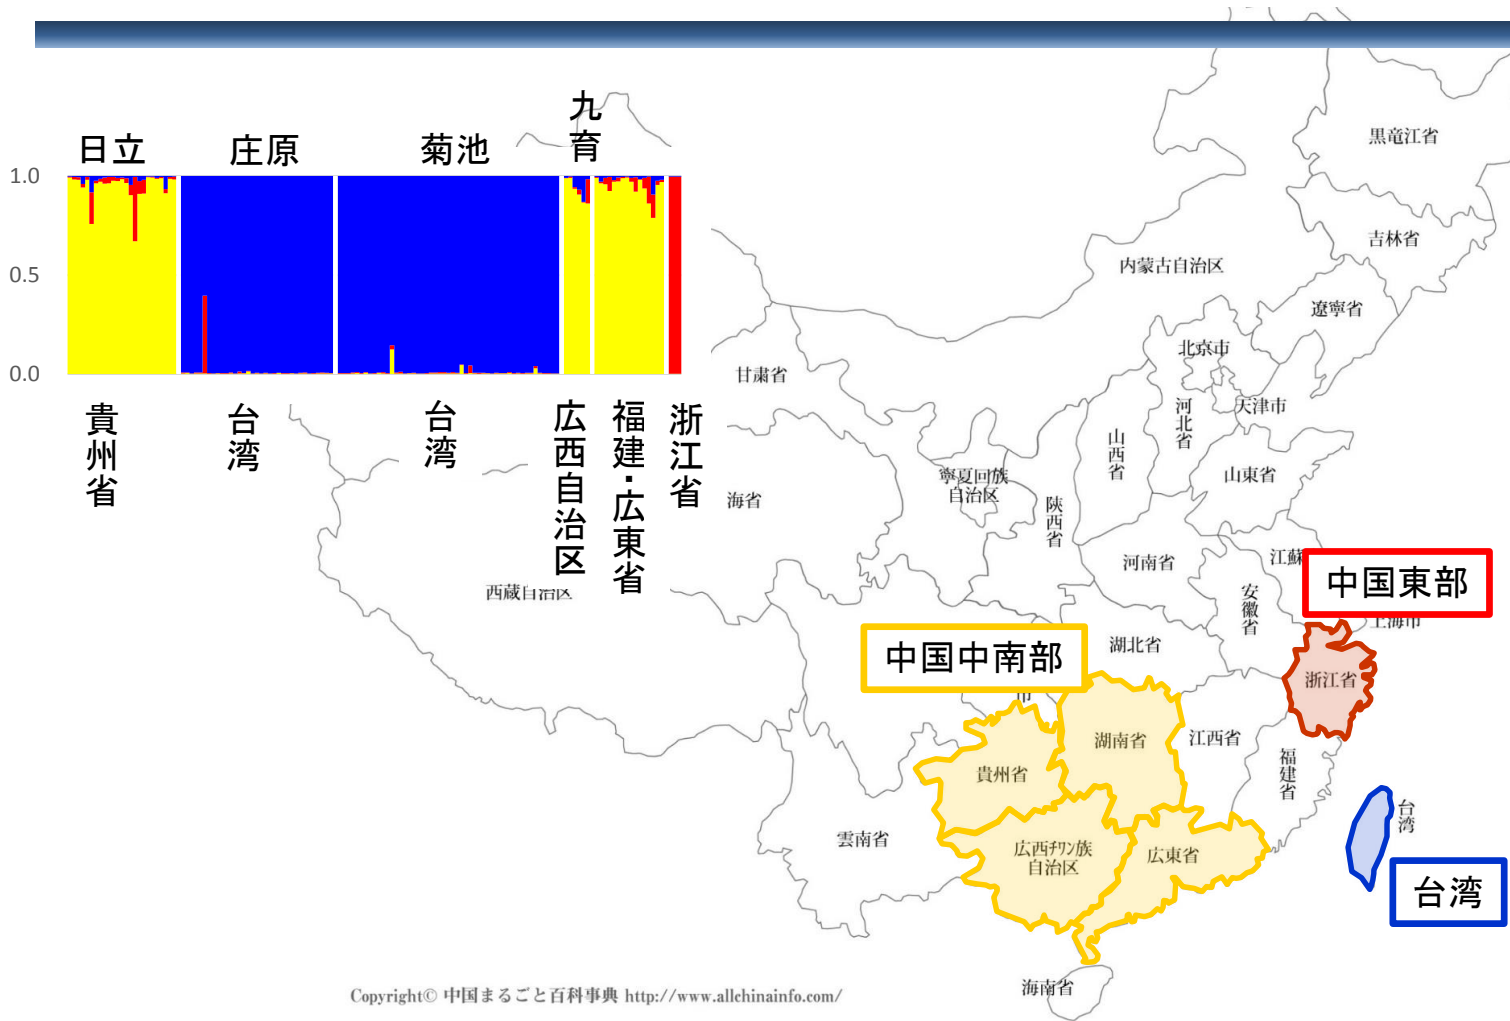 日立
庄原
菊池
九育
1.0
0.5
0.0
貴州省
台湾
台湾
広西自治区
福建・広東省
浙江省
黒竜江省
吉林省
内蒙古自治区
遼寧省
北京市
天津市
甘粛省
河北省
山西省
山東省
寧夏回族
自治区
海省
陝西省
河南省
江蘇
安徽省
中国東部
上海市
西蔵自治区
湖北省
中国中南部
市
浙江省
湖南省
江西省
貴州省
福建省
台湾
雲南省
広西チワン族
自治区
広東省
台湾
海南省
Copyright© 中国まるごと百科事典 http://www.allchinainfo.com/